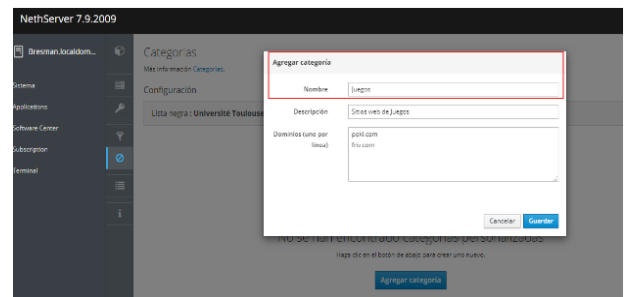 NethServer 7.9.2009
Bresman.localdom...
Sistema
Applications
Software Center
Subscription
Terminal
Categorías
Más información Categories.
Configuración
Lista negra : Université Toulouse
Agregar categoría
Nombre
Juegos
Descripción
Sitios web de Juegos
Dominios (uno por
línea)
poki.com
friv.com
Cancelar
Guardar
No se han encontrado categorías personalizadas
Haga clic en el botón de abajo para crear uno nuevo.
Agregar categoría